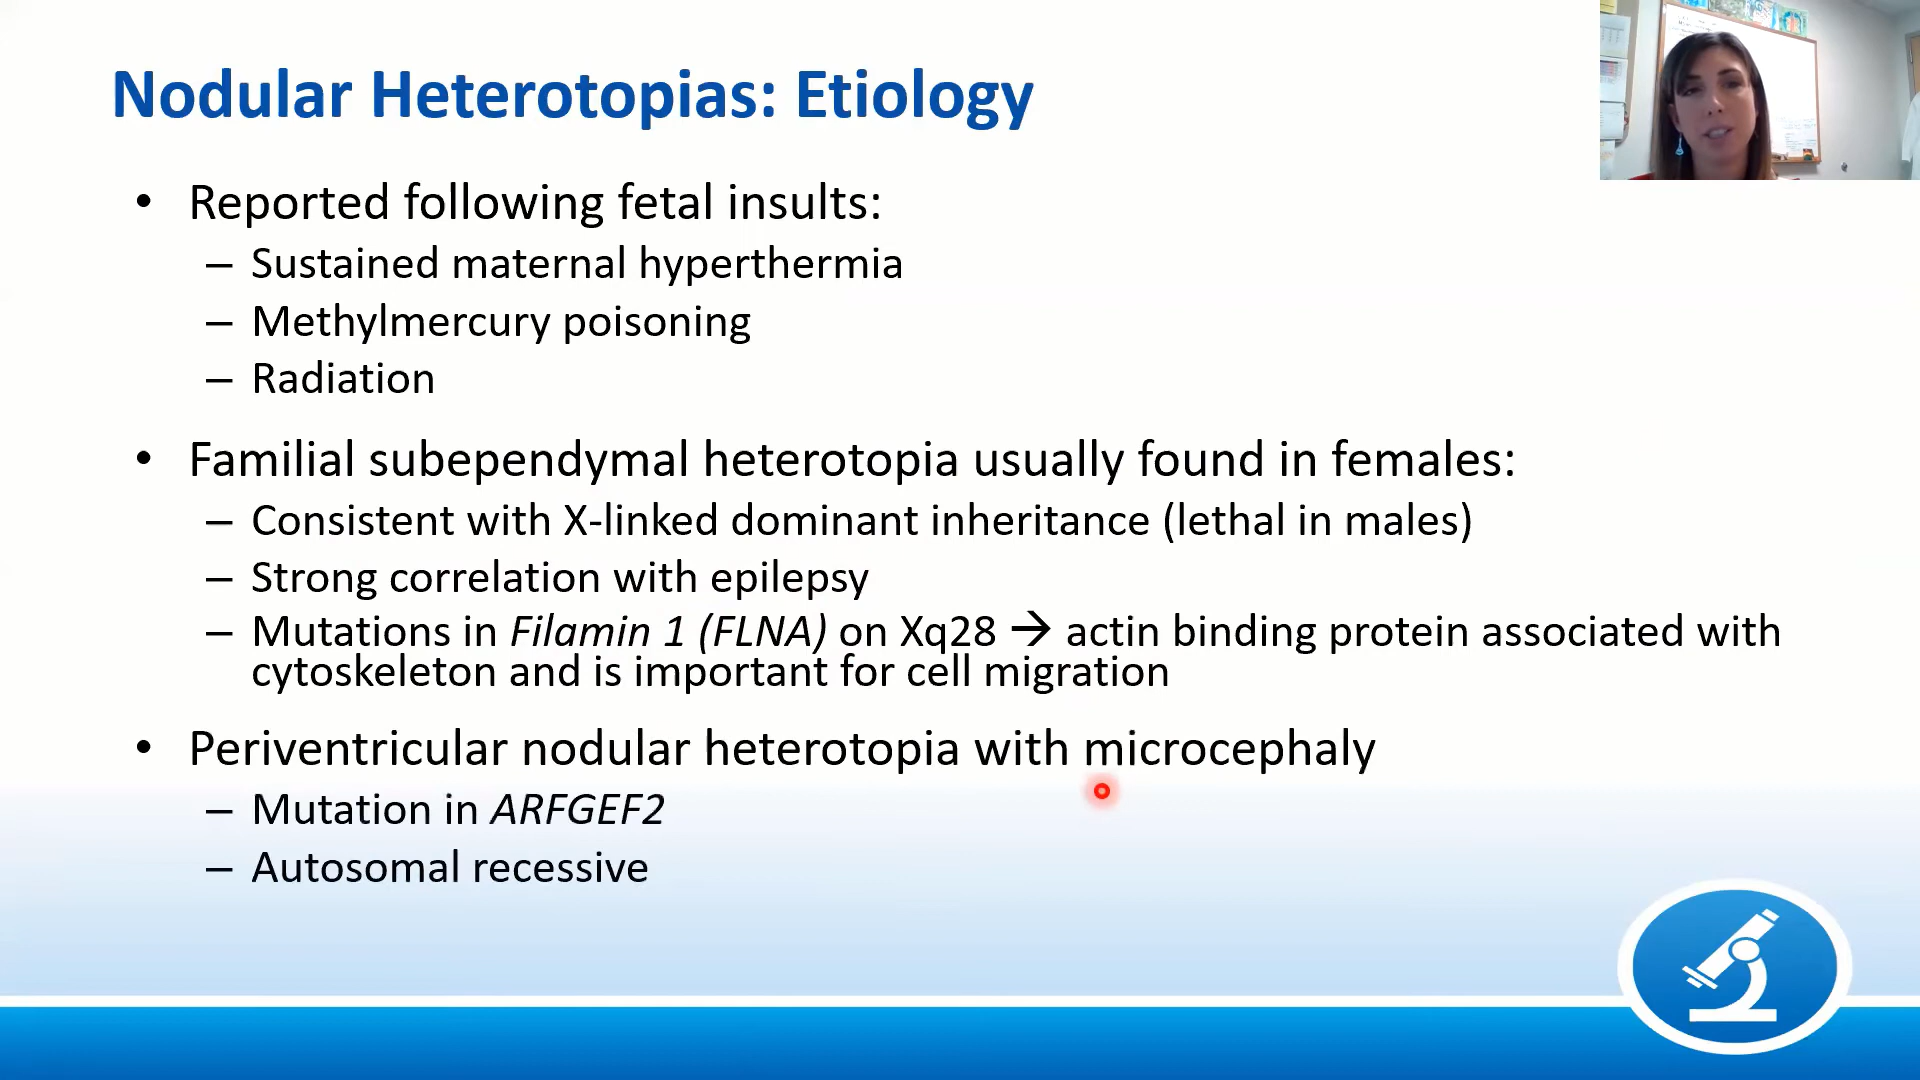 Nodular Heterotopias: Etiology
• Reported following fetal insults:
– Sustained maternal hyperthermia
– Methylmercury poisoning
– Radiation
• Familial subependymal heterotopia usually found in females:
– Consistent with X-linked dominant inheritance (lethal in males)
– Strong correlation with epilepsy
– Mutations in Filamin 1 (FLNA) on Xq28 → actin binding protein associated with
cytoskeleton and is important for cell migration
• Periventricular nodular heterotopia with microcephaly
– Mutation in ARFGEF2
– Autosomal recessive